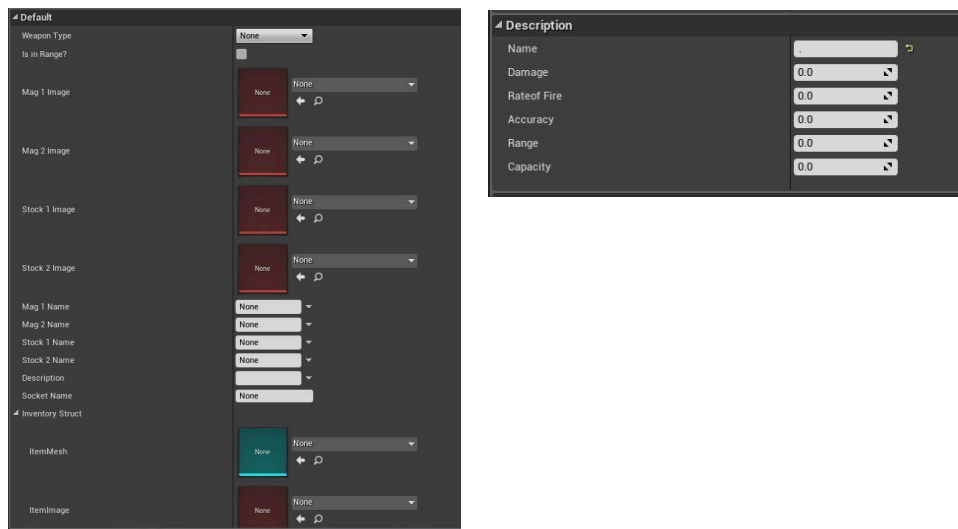 Default
Weapon Type None
Is in Range?
None None
Mag 1 Image
None None
Mag 2 Image
None None
Stock 1 Image
None None
Stock 2 Image
Mag 1 Name None
Mag 2 Name None
Stock 1 Name None
Stock 2 Name None
Description
Socket Name None
Inventory Struct
None None
ItemMesh
None None
ItemImage
Description
Name .
Damage 0.0
Rateof Fire 0.0
Accuracy 0.0
Range 0.0
Capacity 0.0